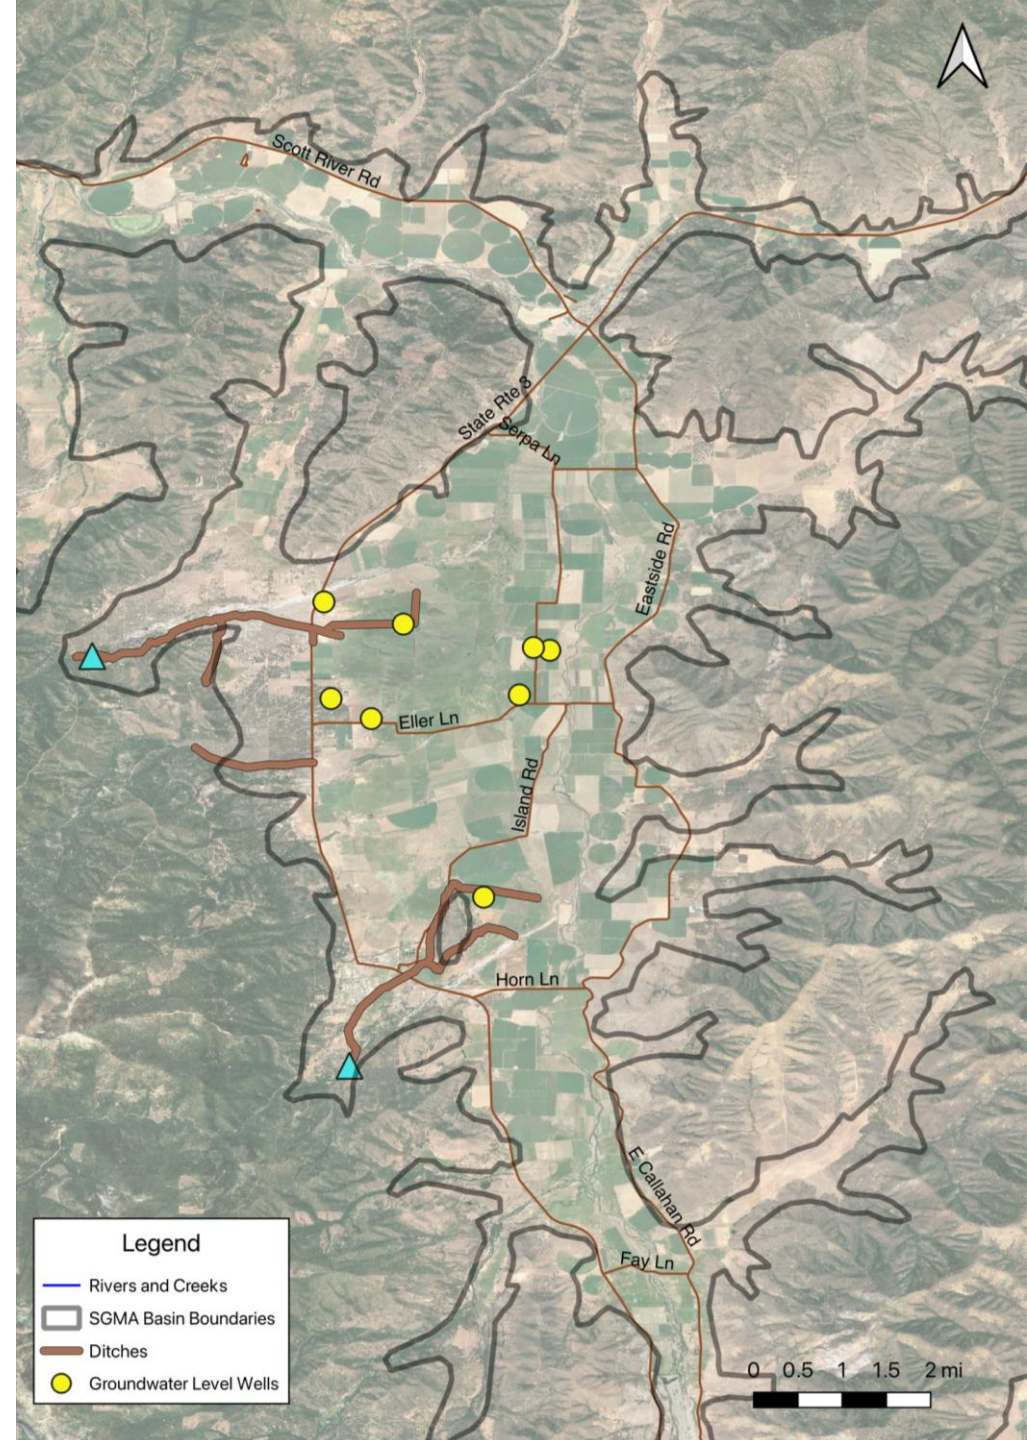 Scott River Rd
State Rte 3
Serpa Ln
Eastside Rd
Eller Ln
Island Rd
Horn Ln
E Callahan Rd
Fay Ln
Legend
Rivers and Creeks
SGMA Basin Boundaries
Ditches
Groundwater Level Wells
0 0.5 1 1.5 2 mi